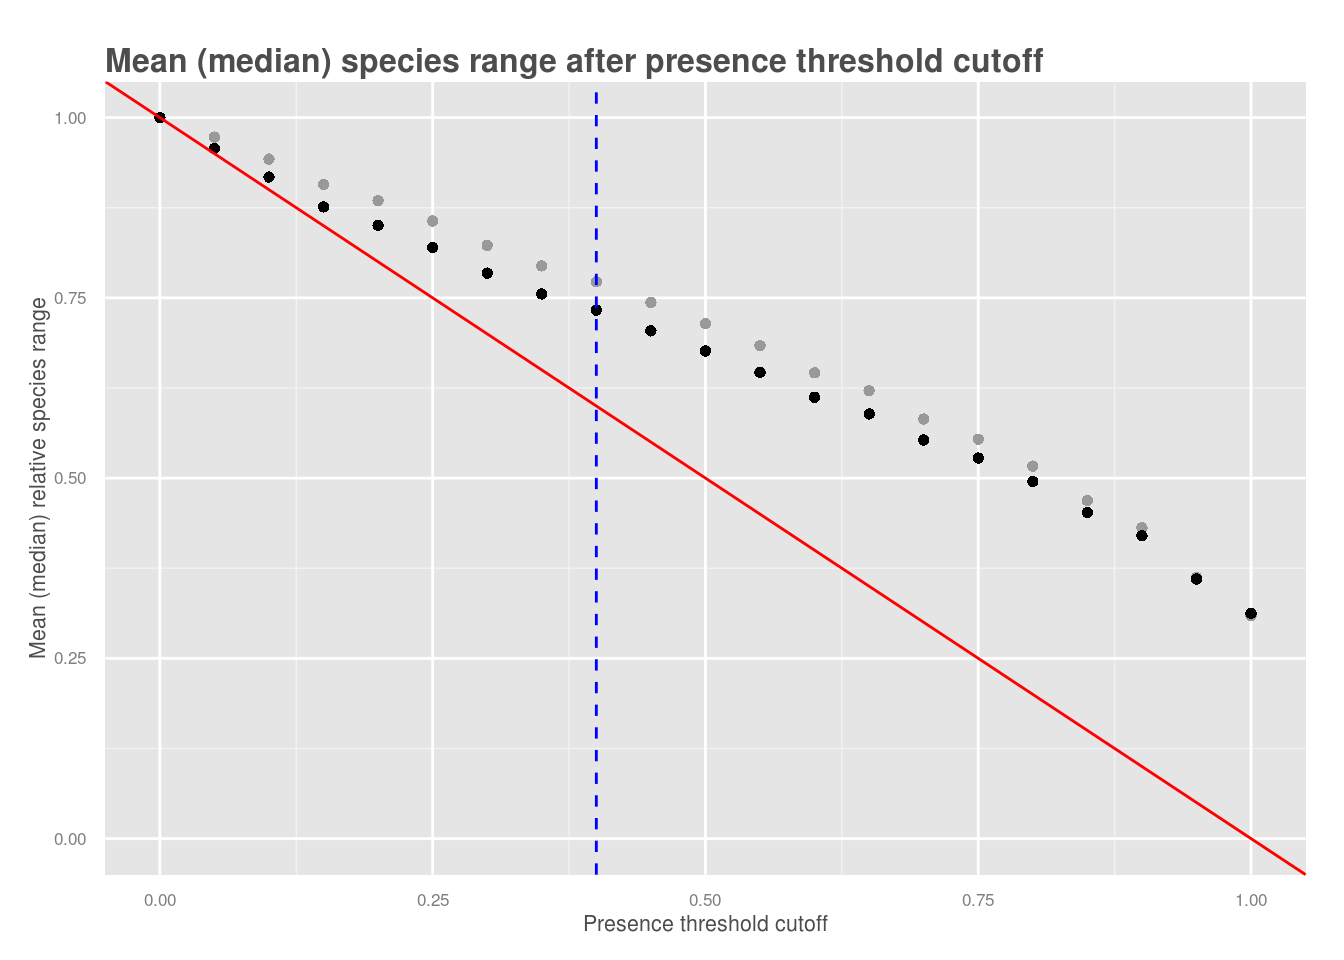 Mean (median) species range after presence threshold cutoff
Mean (median) relative species range
1.00
0.75
0.50
0.25
0.00
0.00 0.25 0.50 0.75 1.00
Presence threshold cutoff